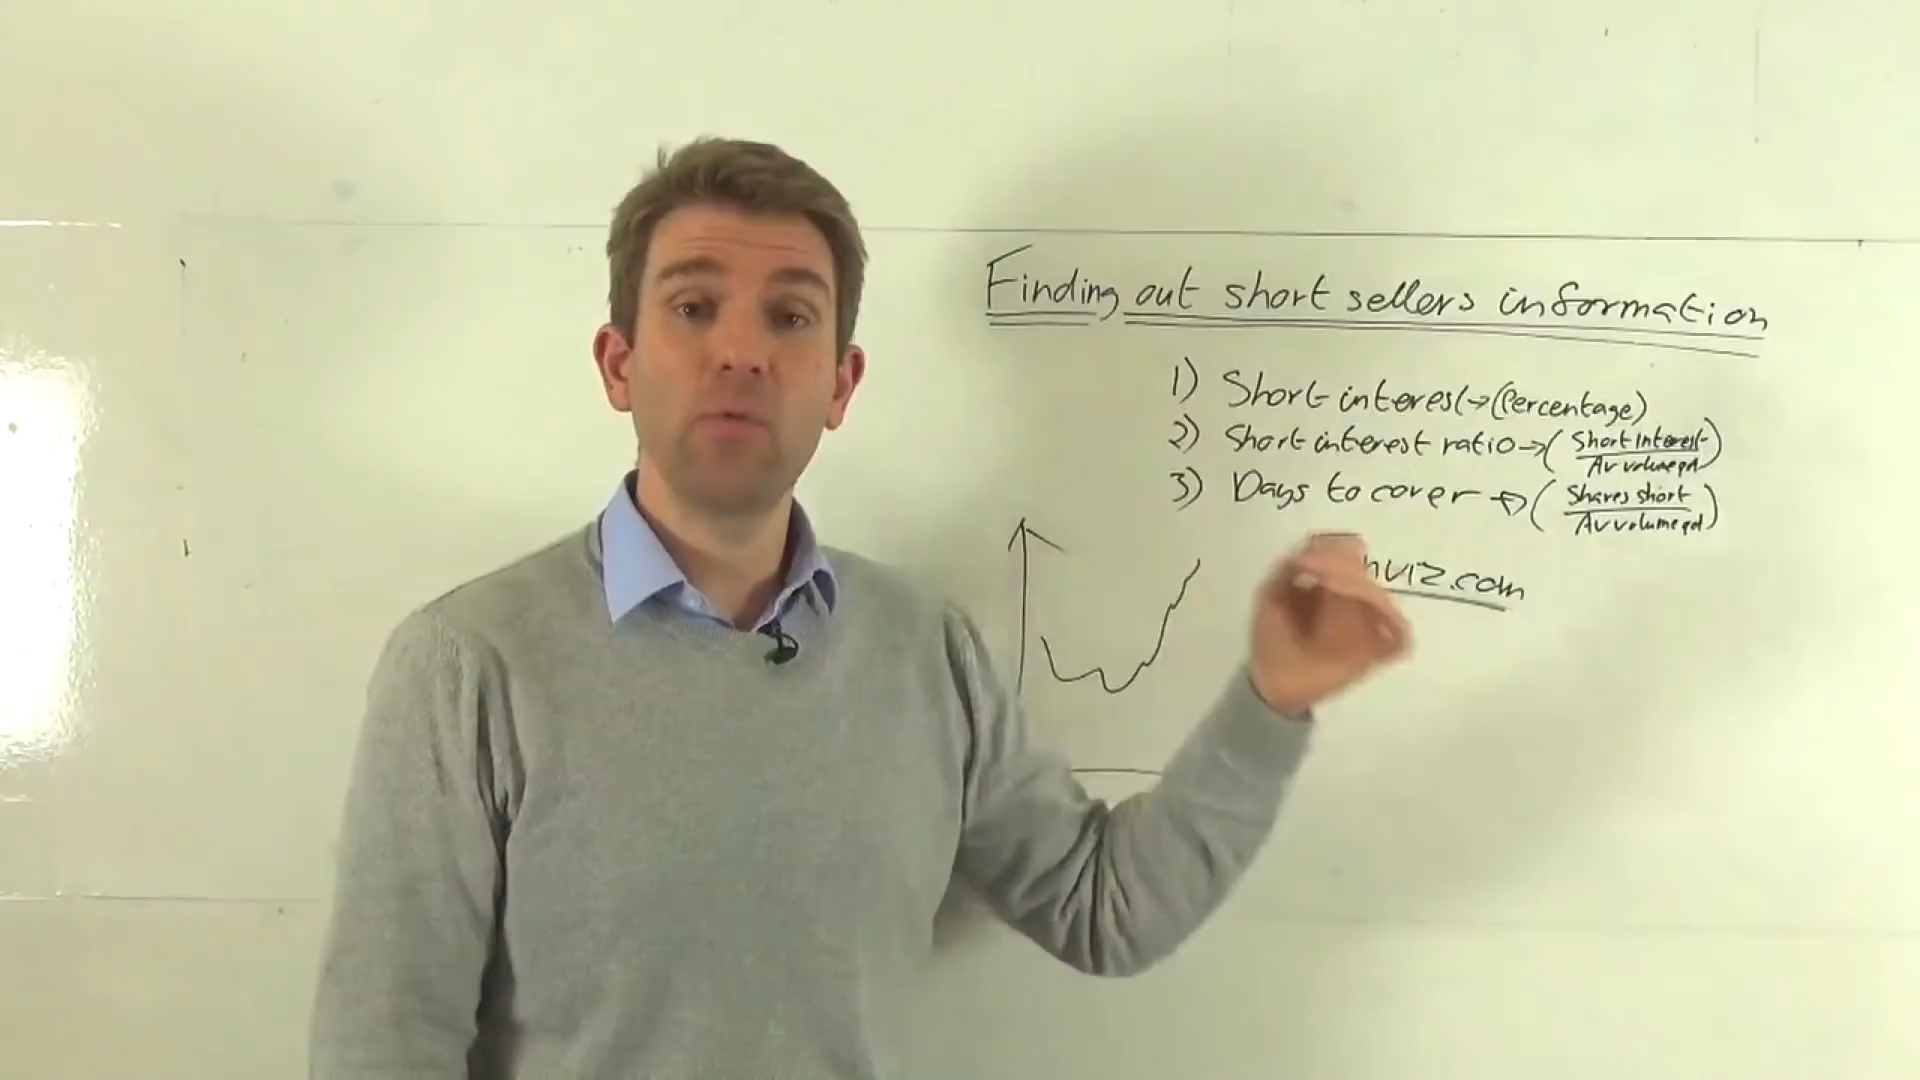 Finding out short sellers information
1) Short interest → (Percentage)
2) Short interest ratio → (Short Interest / Av volume pd)
3) Days to cover → (Shares short / Av volume pd)
nviz.com